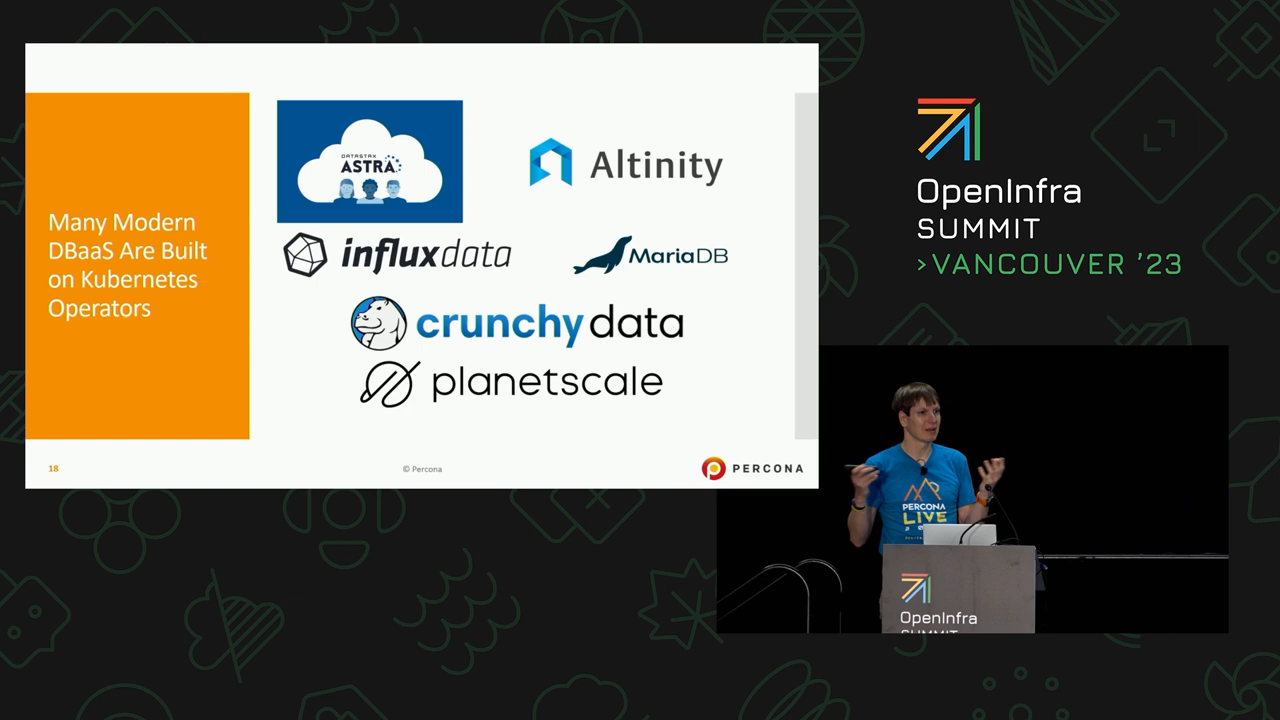 Many Modern
DBaaS Are Built
on Kubernetes
Operators
DATASTAX
ASTRA
Altinity
influxdata
MariaDB
crunchy data
planetscale
18
© Percona
PERCONA
OpenInfra
SUMMIT
>VANCOUVER '23
PERCONA
LIVE
OpenInfra
SUMMIT